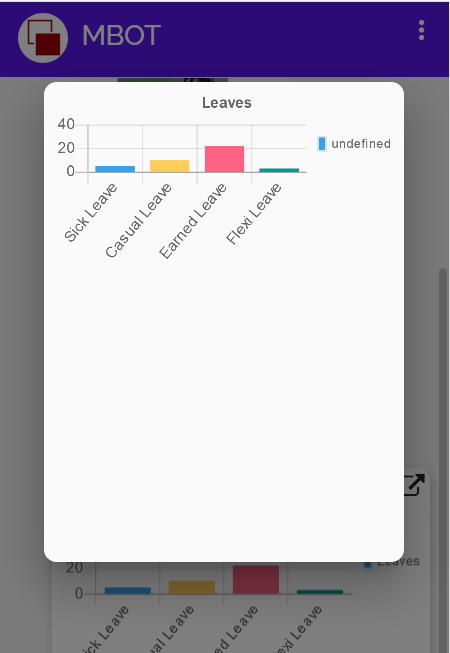 MBOT
Leaves
40
20
0
undefined
Sick Leave
Casual Leave
Earned Leave
Flexi Leave
20
0
Leaves
ck Leave
ual Leave
ed Leave
exi Leave